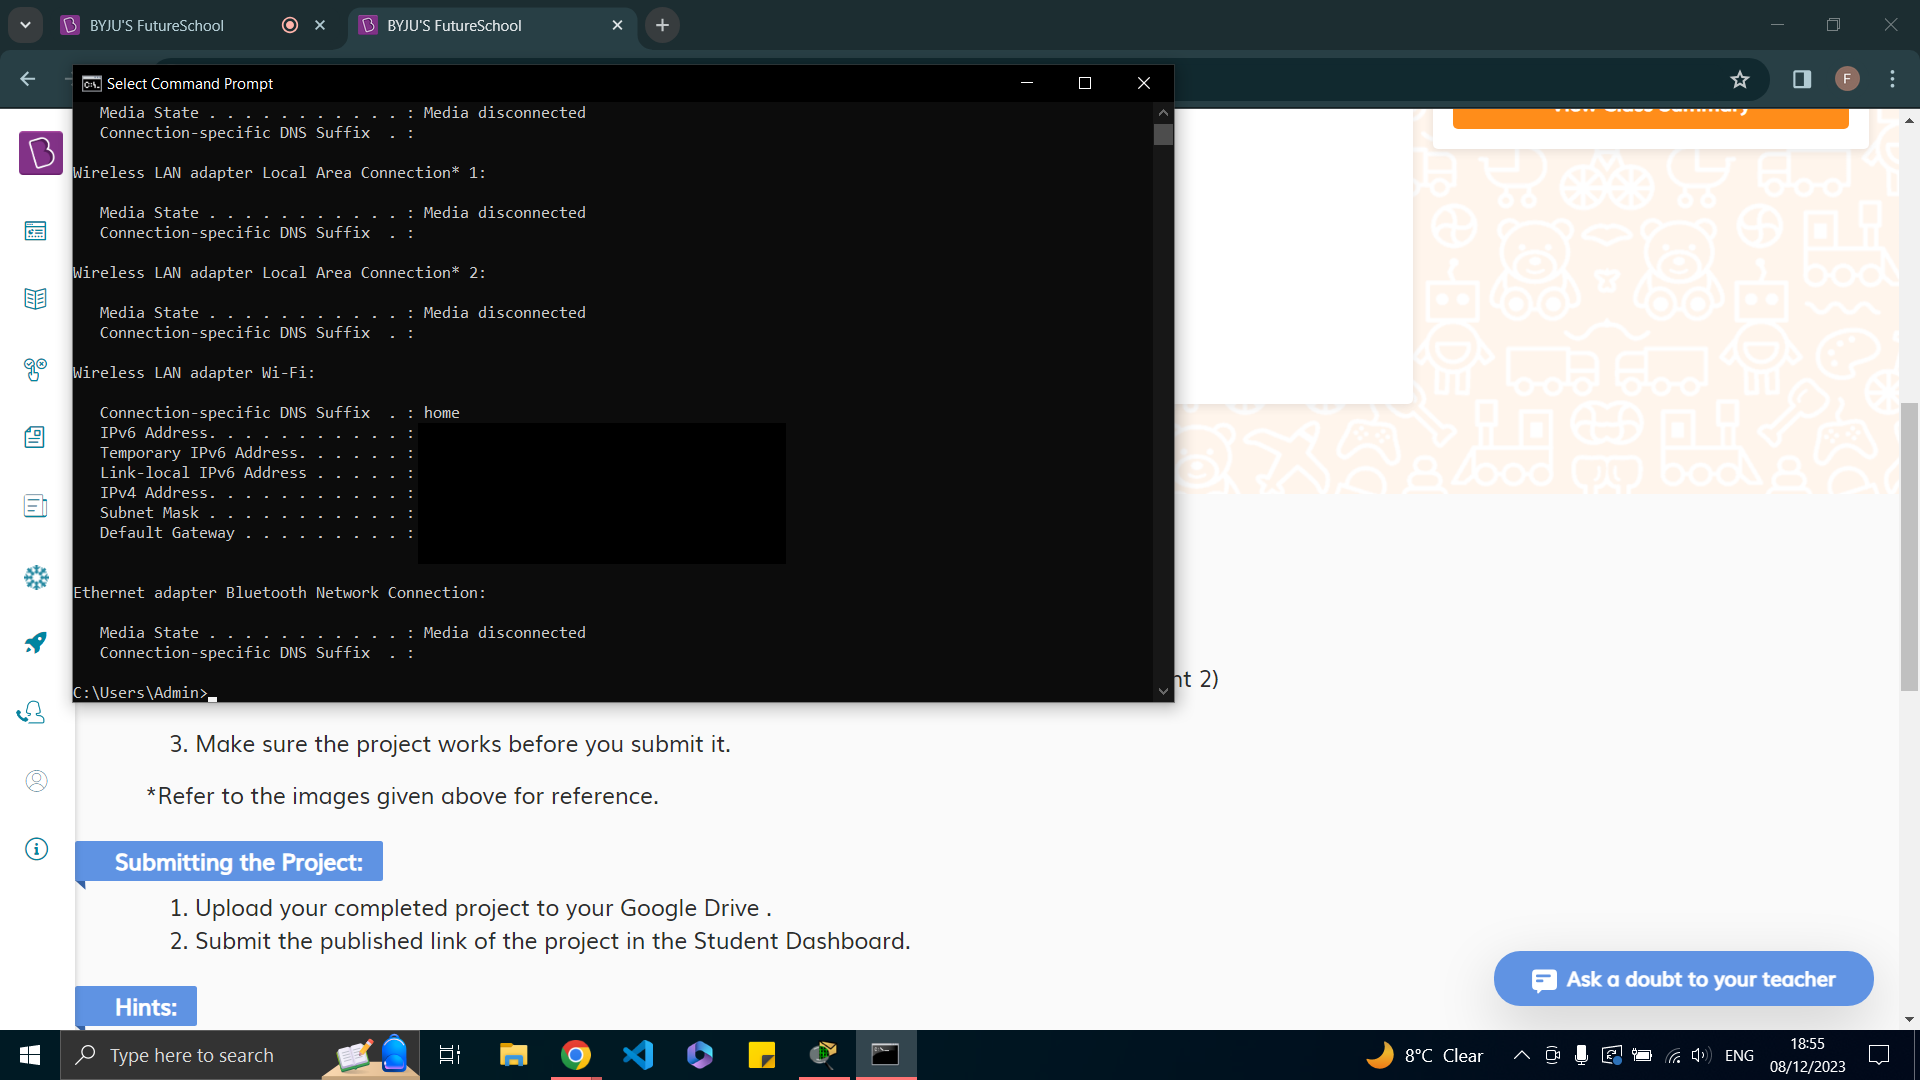 BYJU'S FutureSchool
BYJU'S FutureSchool
F
Select Command Prompt
Media State . . . . . . . . . . . : Media disconnected
Connection-specific DNS Suffix  . :
Wireless LAN adapter Local Area Connection* 1:
Media State . . . . . . . . . . . : Media disconnected
Connection-specific DNS Suffix  . :
Wireless LAN adapter Local Area Connection* 2:
Media State . . . . . . . . . . . : Media disconnected
Connection-specific DNS Suffix  . :
Wireless LAN adapter Wi-Fi:
Connection-specific DNS Suffix  . : home
IPv6 Address. . . . . . . . . . . :
Temporary IPv6 Address. . . . . . :
Link-local IPv6 Address . . . . . :
IPv4 Address. . . . . . . . . . . :
Subnet Mask . . . . . . . . . . . :
Default Gateway . . . . . . . . . :
Ethernet adapter Bluetooth Network Connection:
Media State . . . . . . . . . . . : Media disconnected
Connection-specific DNS Suffix  . :
C:\Users\Admin>
View Class Summary
nt 2)
3. Make sure the project works before you submit it.
*Refer to the images given above for reference.
Submitting the Project:
1. Upload your completed project to your Google Drive .
2. Submit the published link of the project in the Student Dashboard.
Hints:
Ask a doubt to your teacher
Type here to search
8°C Clear
ENG
18:55
08/12/2023